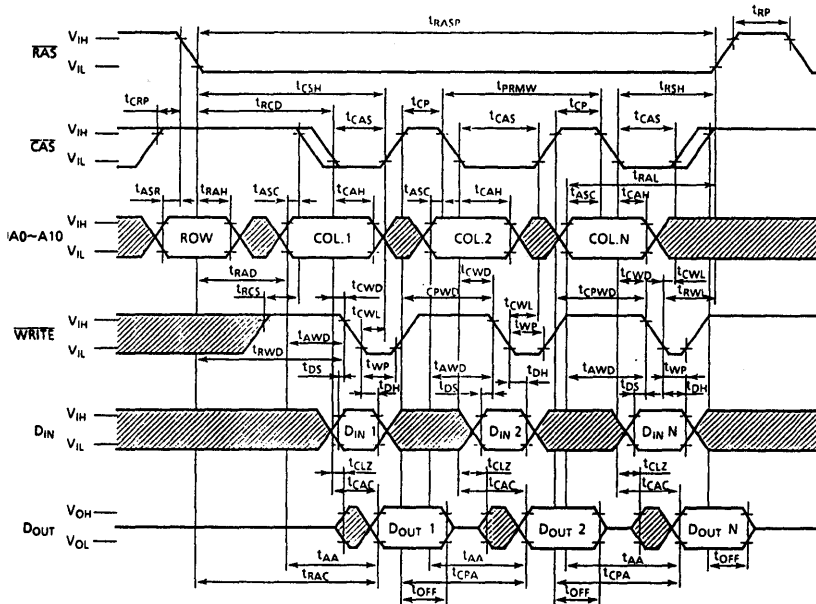 tRASP tRP
VIH
RAS
VIL
tCSH tPRMW tRSH
tCRP tRCD tCP tCP
tCAS tCAS tCAS
VIH
CAS
VIL
tRAL
tASR tRAH tASC tCAH tASC tCAH tASC tCAH
VIH
A0~A10 ROW COL.1 COL.2 COL.N
VIL
tRAD tCWD tCWD tCWL
tRCS tCWD tCPWD tCPWD tRWL
tCWL tCWL
VIH
WRITE tWP
VIL
tAWD
tRWD tWP tAWD tAWD tWP
tDS tDH tDS tDH tDS tDH
VIH
DIN DIN 1 DIN 2 DIN N
VIL
tCLZ tCLZ tCLZ
tCAC tCAC tCAC
VOH
DOUT DOUT 1 DOUT 2 DOUT N
VOL
tAA tAA tAA tOFF
tRAC tCPA tCPA
tOFF tOFF